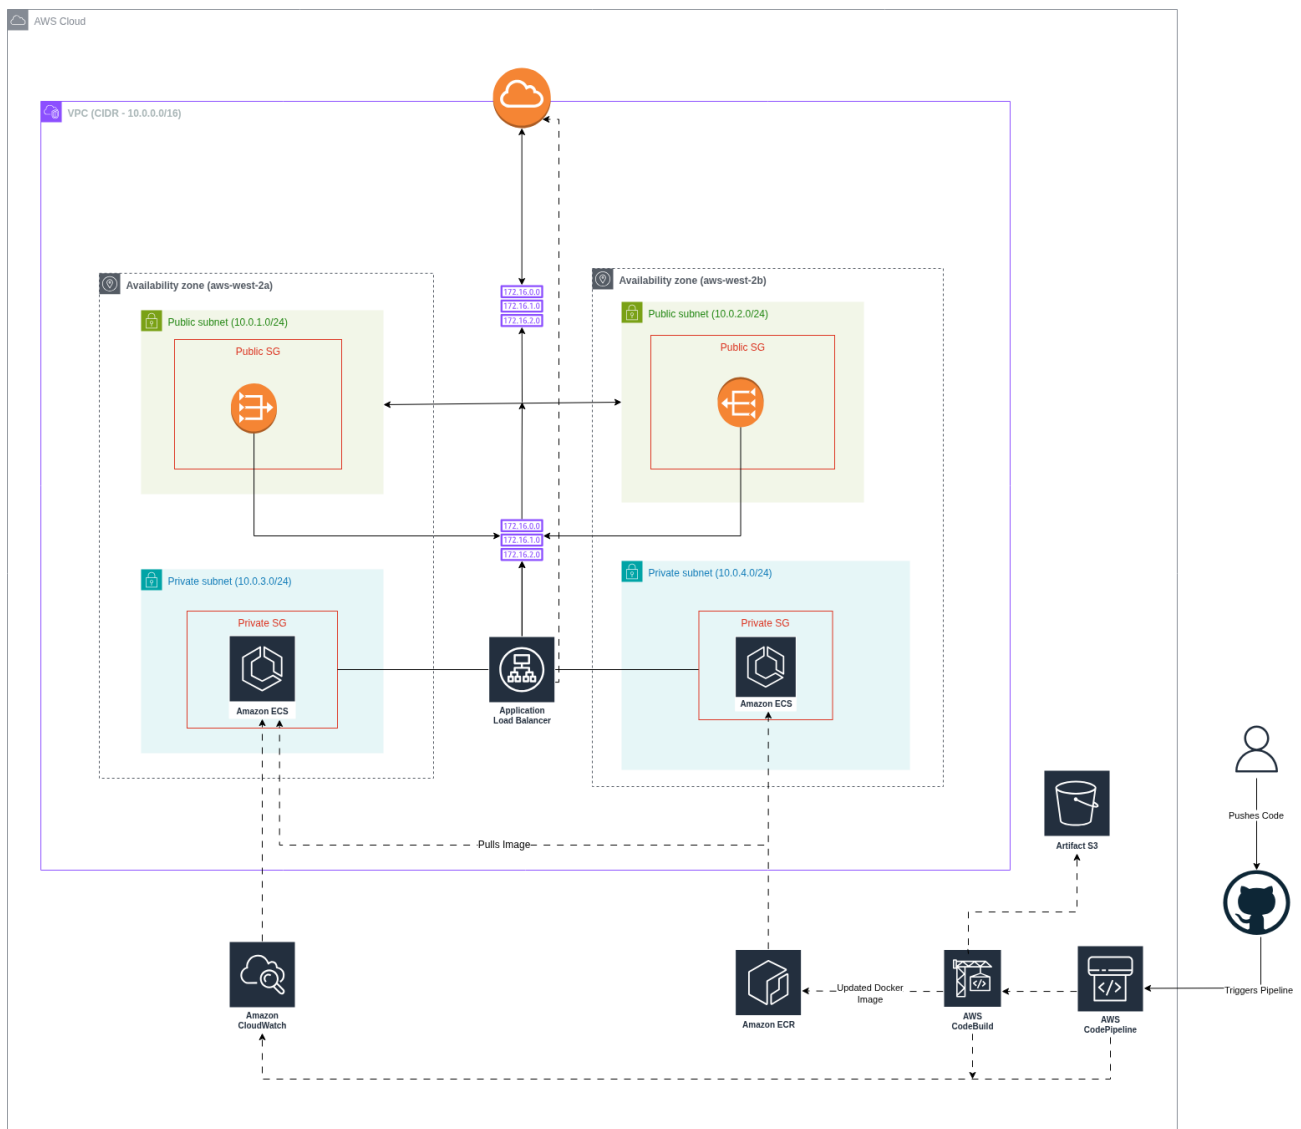 AWS Cloud
VPC (CIDR - 10.0.0.0/16)
Availability zone (aws-west-2a)
Availability zone (aws-west-2b)
172.16.0.0
172.16.1.0
172.16.2.0
Public subnet (10.0.1.0/24)
Public subnet (10.0.2.0/24)
Public SG
Public SG
172.16.0.0
172.16.1.0
172.16.2.0
Private subnet (10.0.3.0/24)
Private subnet (10.0.4.0/24)
Private SG
Private SG
Amazon ECS
Application
Load Balancer
Amazon ECS
Pushes Code
Pulls Image
Artifact S3
Updated Docker
Image
Triggers Pipeline
Amazon
CloudWatch
Amazon ECR
AWS
CodeBuild
AWS
CodePipeline